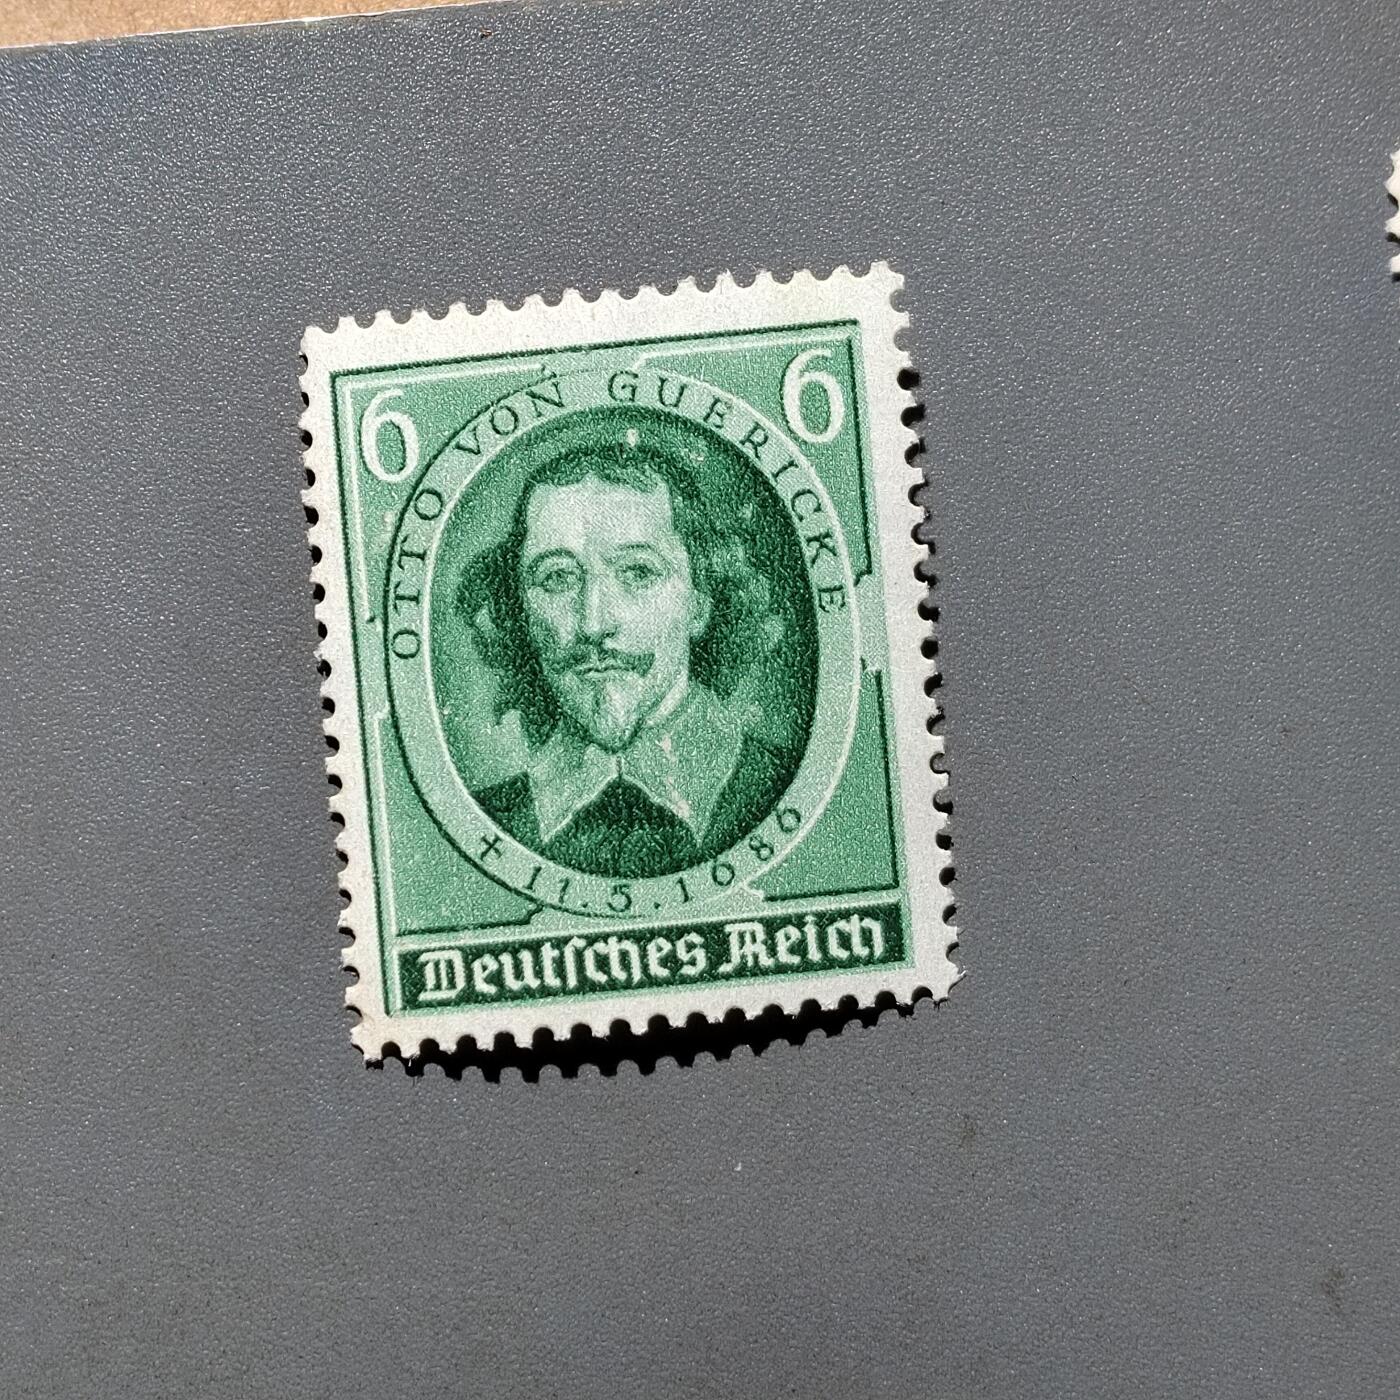 6 6
OTTO VON GUERICKE
+ 11.5.1686
Deutſches Reich